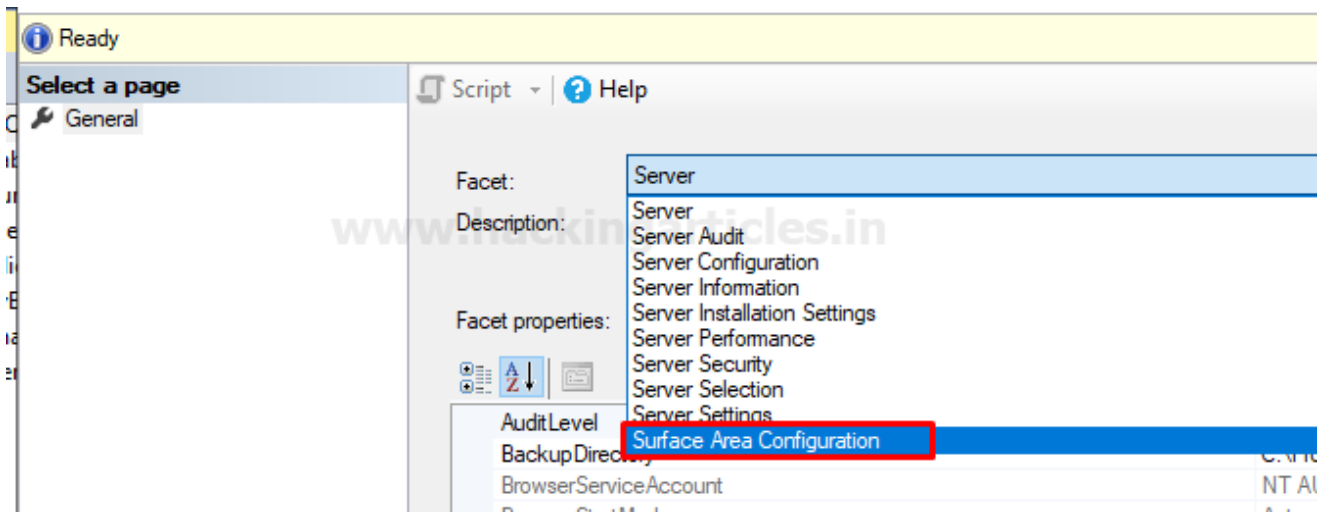 Ready
Select a page
General
Script
Help
Facet:
Server
Description:
Server
Server Audit
Server Configuration
Server Information
Server Installation Settings
Server Performance
Server Security
Server Selection
Server Settings
Surface Area Configuration
www.hackingarticles.in
Facet properties:
AuditLevel
BackupDirectory
BrowserServiceAccount
NT AU